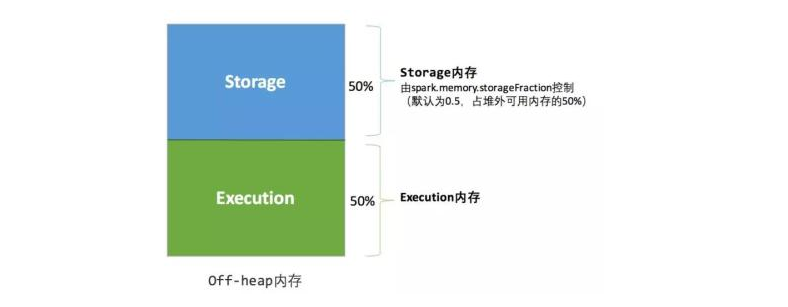 Storage
50%
Storage内存
由spark.memory.storageFraction控制
（默认为0.5，占堆外可用内存的50%）
Execution
50%
Execution内存
Off-heap内存